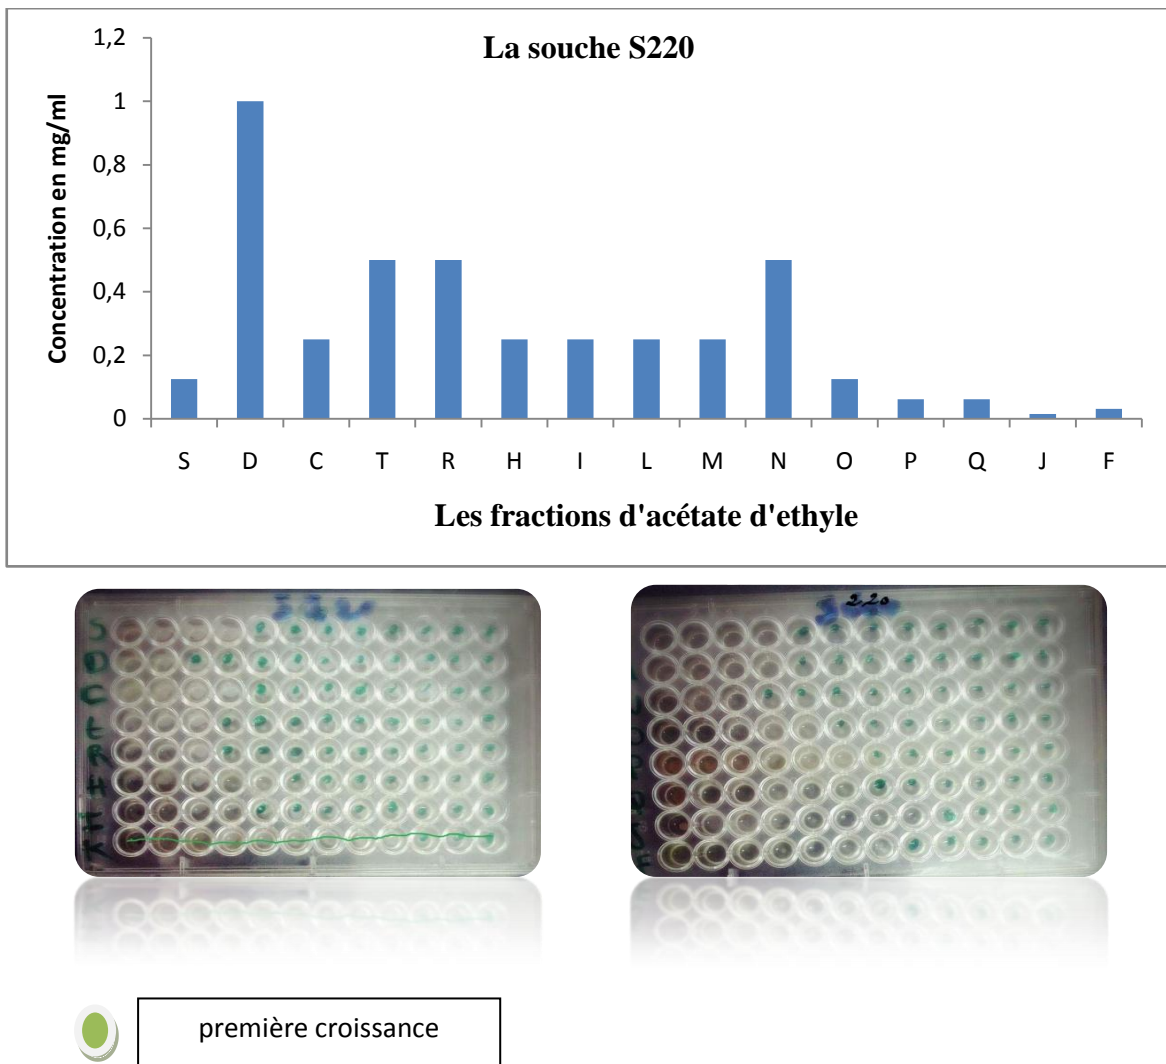 La souche S220
Concentration en mg/ml
1,2
1
0,8
0,6
0,4
0,2
0
S D C T R H I L M N O P Q J F
Les fractions d'acétate d'ethyle
220
S
D
C
R
H
I
K
première croissance